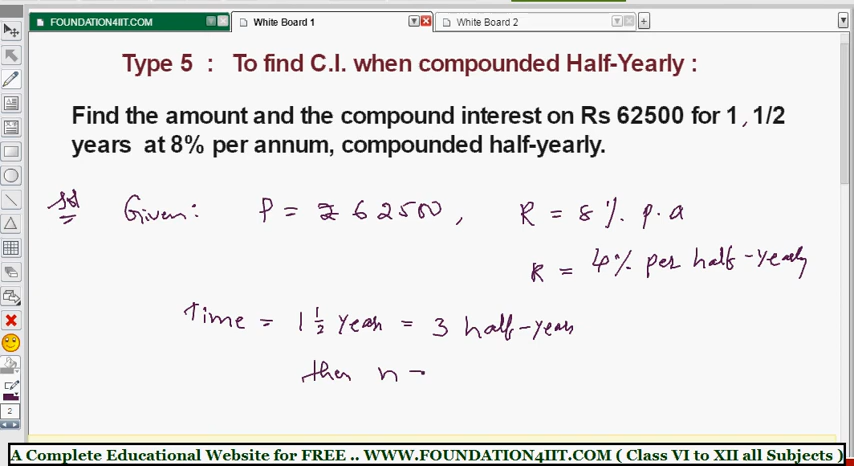 FOUNDATION4IIT.COM White Board 1 White Board 2
Type 5 : To find C.I. when compounded Half-Yearly :
Find the amount and the compound interest on Rs 62500 for 1 , 1/2
years at 8% per annum, compounded half-yearly.
Sol Given: P = ₹ 62500, R = 8 % p.a
R = 4% per half-yearly
Time = 1 1/2 years = 3 half-years
then n =
2
A Complete Educational Website for FREE .. WWW.FOUNDATION4IIT.COM ( Class VI to XII all Subjects )